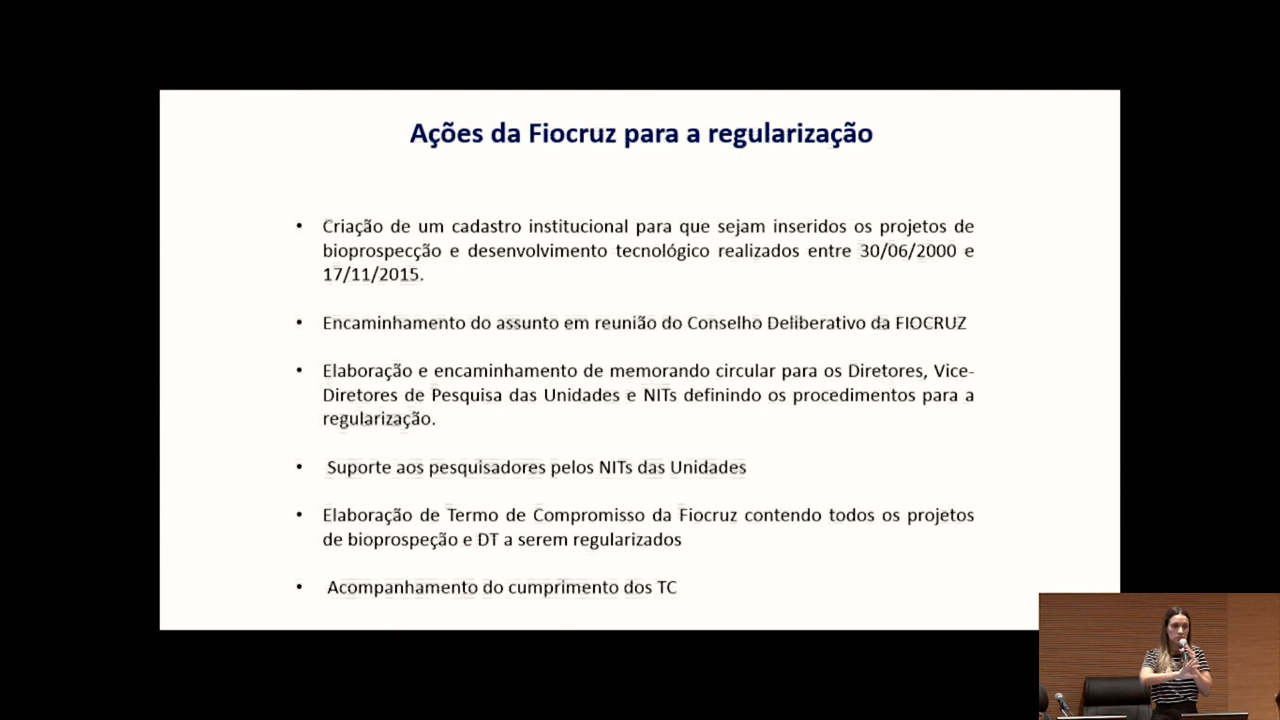 Ações da Fiocruz para a regularização
• Criação de um cadastro institucional para que sejam inseridos os projetos de
bioprospecção e desenvolvimento tecnológico realizados entre 30/06/2000 e
17/11/2015.
• Encaminhamento do assunto em reunião do Conselho Deliberativo da FIOCRUZ
• Elaboração e encaminhamento de memorando circular para os Diretores, Vice-
Diretores de Pesquisa das Unidades e NITs definindo os procedimentos para a
regularização.
• Suporte aos pesquisadores pelos NITs das Unidades
• Elaboração de Termo de Compromisso da Fiocruz contendo todos os projetos
de bioprospeção e DT a serem regularizados
• Acompanhamento do cumprimento dos TC